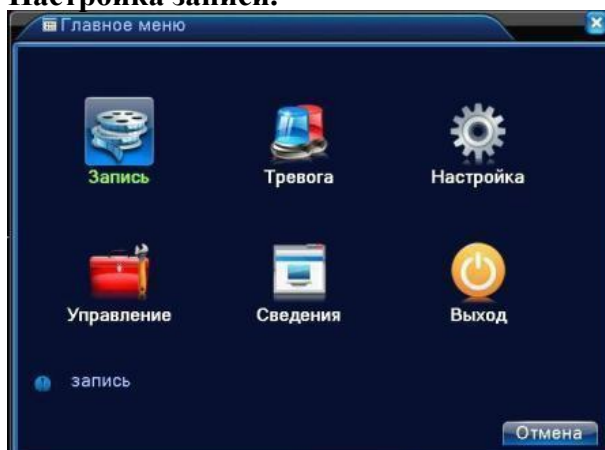 Настройка записи.
Главное меню
Запись Тревога Настройка
Управление Сведения Выход
запись
Отмена